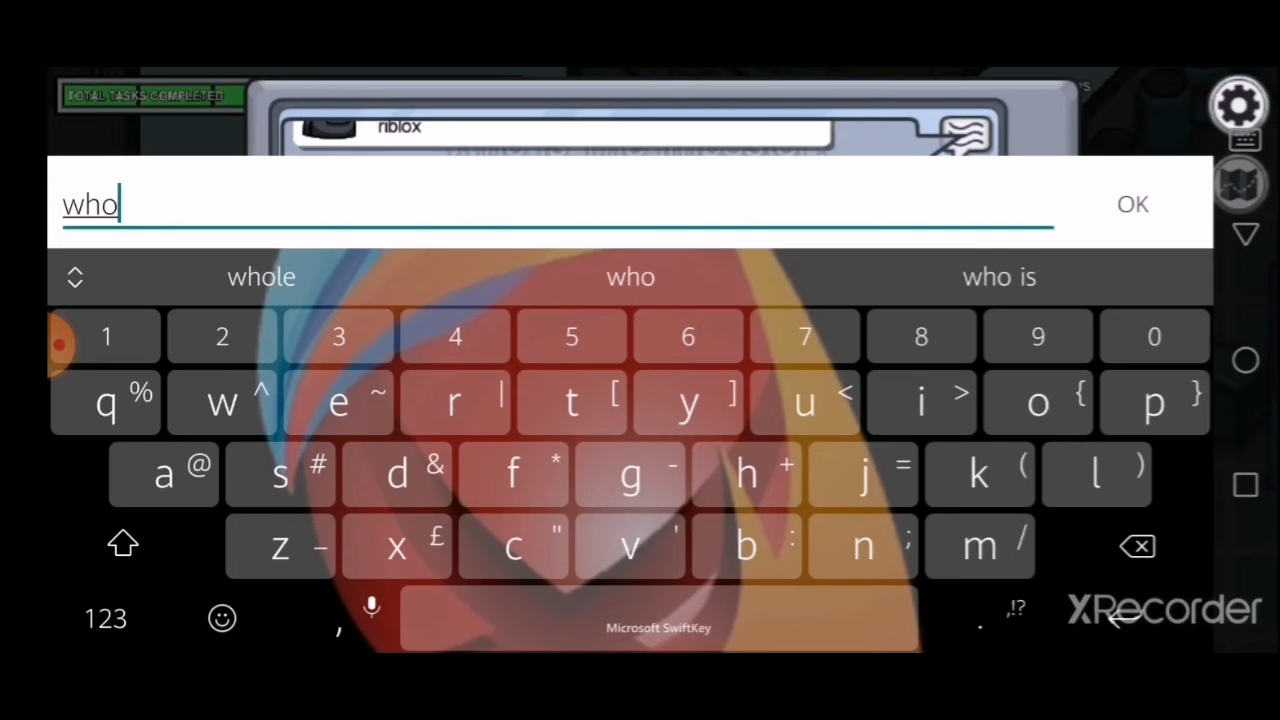 TOTAL TASKS COMPLETED
riblox
who
OK
whole who who is
1 2 3 4 5 6 7 8 9 0
q % w ^ e ~ r | t [ y ] u < i > o { p }
a @ s # d & f * g - h + j = k ( l )
z _ x £ c " v ' b : n ; m /
123 , Microsoft SwiftKey . ,!?
XRecorder